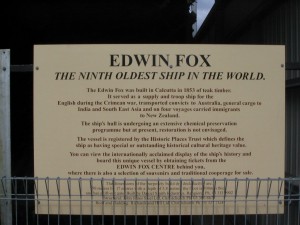 EDWIN FOX
THE NINTH OLDEST SHIP IN THE WORLD.
The Edwin Fox was built in Calcutta in 1853 of teak timber.
It served as a supply and troop ship for the
English during the Crimean war, transported convicts to Australia, general cargo to
India and South East Asia and on four voyages carried immigrants
to New Zealand.
The ship's hull is undergoing an extensive chemical preservation
programme but at present, restoration is not envisaged.
The vessel is registered by the Historic Places Trust which defines the
ship as having special or outstanding historical cultural heritage value.
You can view the internationally acclaimed display of the ship's history and
board this unique vessel by obtaining tickets from the
EDWIN FOX CENTRE behind you,
where there is also a selection of souvenirs and traditional cooperage for sale.